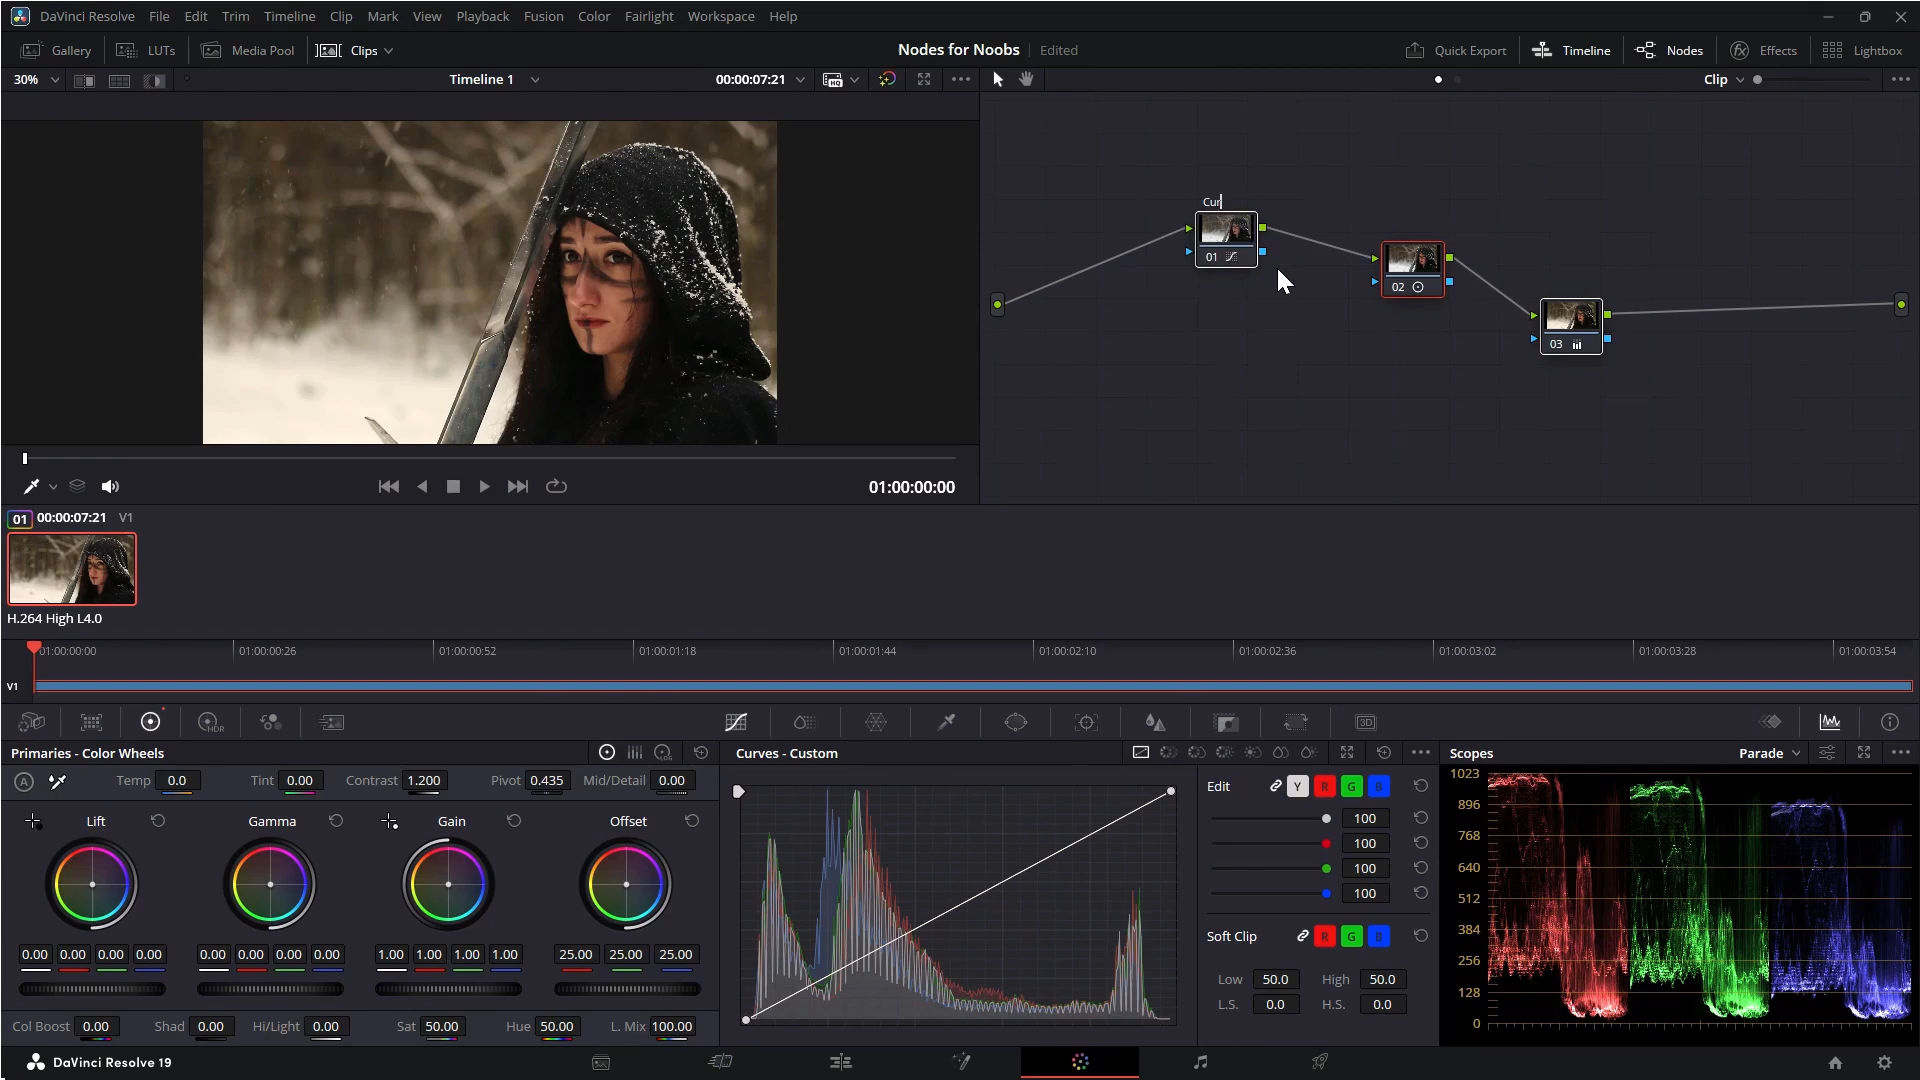 DaVinci Resolve File Edit Trim Timeline Clip Mark View Playback Fusion Color Fairlight Workspace Help
Gallery LUTs Media Pool Clips Nodes for Noobs Edited Quick Export Timeline Nodes Effects Lightbox
30% Timeline 1 00:00:07:21 HQ Clip
Cur
01
02
03
01:00:00:00
01 00:00:07:21 V1
H.264 High L4.0
01:00:00:00 01:00:00:26 01:00:00:52 01:00:01:18 01:00:01:44 01:00:02:10 01:00:02:36 01:00:03:02 01:00:03:28 01:00:03:54
V1
HDR 3D
Primaries - Color Wheels LOG Curves - Custom Scopes Parade
A Temp 0.0 Tint 0.00 Contrast 1.200 Pivot 0.435 Mid/Detail 0.00
Lift Gamma Gain Offset
0.00 0.00 0.00 0.00 0.00 0.00 0.00 0.00 1.00 1.00 1.00 1.00 25.00 25.00 25.00
Col Boost 0.00 Shad 0.00 Hi/Light 0.00 Sat 50.00 Hue 50.00 L. Mix 100.00
Edit Y R G B
100
100
100
100
Soft Clip R G B
Low 50.0 High 50.0
L.S. 0.0 H.S. 0.0
1023
896
768
640
512
384
256
128
0
DaVinci Resolve 19